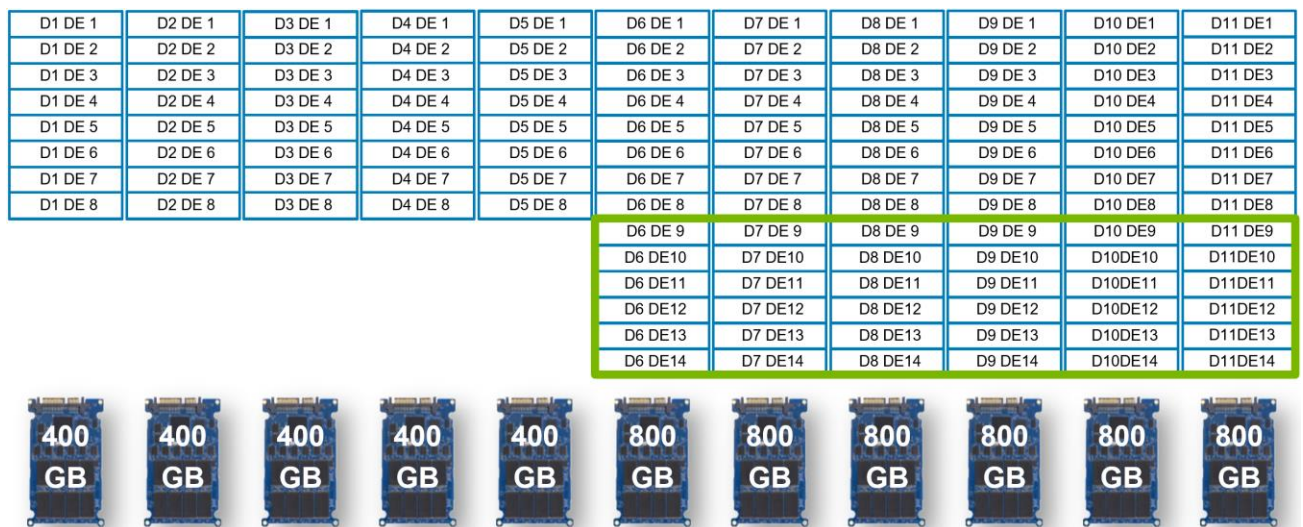 D1 DE 1 D2 DE 1 D3 DE 1 D4 DE 1 D5 DE 1 D6 DE 1 D7 DE 1 D8 DE 1 D9 DE 1 D10 DE1 D11 DE1
D1 DE 2 D2 DE 2 D3 DE 2 D4 DE 2 D5 DE 2 D6 DE 2 D7 DE 2 D8 DE 2 D9 DE 2 D10 DE2 D11 DE2
D1 DE 3 D2 DE 3 D3 DE 3 D4 DE 3 D5 DE 3 D6 DE 3 D7 DE 3 D8 DE 3 D9 DE 3 D10 DE3 D11 DE3
D1 DE 4 D2 DE 4 D3 DE 4 D4 DE 4 D5 DE 4 D6 DE 4 D7 DE 4 D8 DE 4 D9 DE 4 D10 DE4 D11 DE4
D1 DE 5 D2 DE 5 D3 DE 5 D4 DE 5 D5 DE 5 D6 DE 5 D7 DE 5 D8 DE 5 D9 DE 5 D10 DE5 D11 DE5
D1 DE 6 D2 DE 6 D3 DE 6 D4 DE 6 D5 DE 6 D6 DE 6 D7 DE 6 D8 DE 6 D9 DE 6 D10 DE6 D11 DE6
D1 DE 7 D2 DE 7 D3 DE 7 D4 DE 7 D5 DE 7 D6 DE 7 D7 DE 7 D8 DE 7 D9 DE 7 D10 DE7 D11 DE7
D1 DE 8 D2 DE 8 D3 DE 8 D4 DE 8 D5 DE 8 D6 DE 8 D7 DE 8 D8 DE 8 D9 DE 8 D10 DE8 D11 DE8
D6 DE 9 D7 DE 9 D8 DE 9 D9 DE 9 D10 DE9 D11 DE9
D6 DE10 D7 DE10 D8 DE10 D9 DE10 D10DE10 D11DE10
D6 DE11 D7 DE11 D8 DE11 D9 DE11 D10DE11 D11DE11
D6 DE12 D7 DE12 D8 DE12 D9 DE12 D10DE12 D11DE12
D6 DE13 D7 DE13 D8 DE13 D9 DE13 D10DE13 D11DE13
D6 DE14 D7 DE14 D8 DE14 D9 DE14 D10DE14 D11DE14
400 400 400 400 400 800 800 800 800 800 800
GB GB GB GB GB GB GB GB GB GB GB